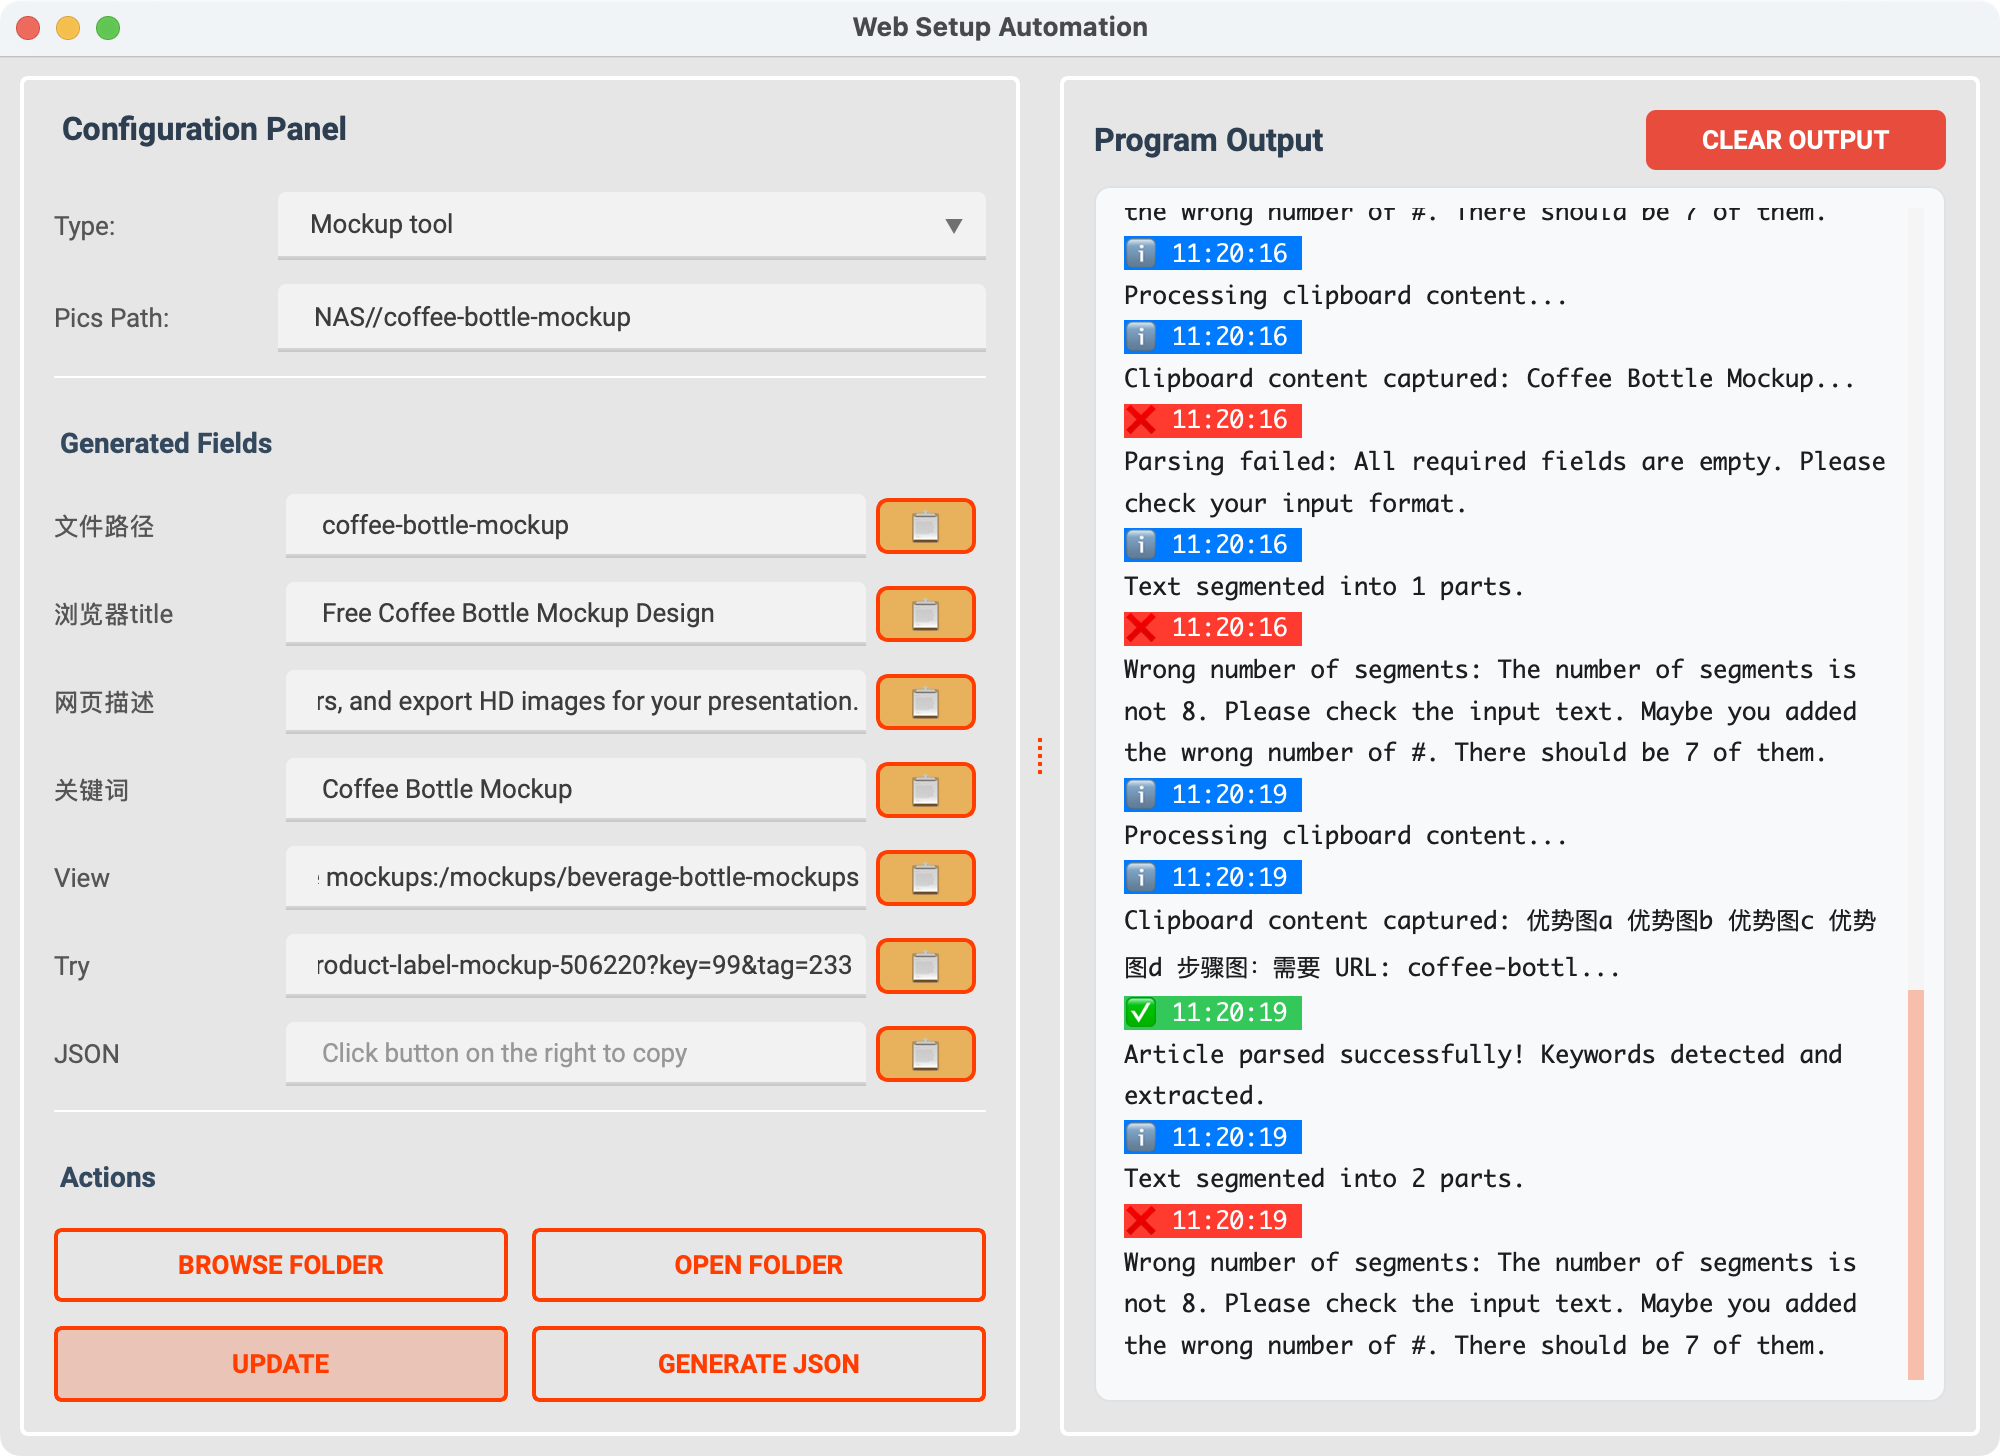 Web Setup Automation
Configuration Panel
Type:
Mockup tool
Pics Path:
NAS//coffee-bottle-mockup
Generated Fields
文件路径
coffee-bottle-mockup
浏览器title
Free Coffee Bottle Mockup Design
网页描述
rs, and export HD images for your presentation.
关键词
Coffee Bottle Mockup
View
mockups:/mockups/beverage-bottle-mockups
Try
roduct-label-mockup-506220?key=99&tag=233
JSON
Click button on the right to copy
Actions
BROWSE FOLDER
OPEN FOLDER
UPDATE
GENERATE JSON
Program Output
CLEAR OUTPUT
the wrong number of #. There should be 7 of them.
11:20:16
Processing clipboard content...
11:20:16
Clipboard content captured: Coffee Bottle Mockup...
11:20:16
Parsing failed: All required fields are empty. Please
check your input format.
11:20:16
Text segmented into 1 parts.
11:20:16
Wrong number of segments: The number of segments is
not 8. Please check the input text. Maybe you added
the wrong number of #. There should be 7 of them.
11:20:19
Processing clipboard content...
11:20:19
Clipboard content captured: 优势图a 优势图b 优势图c 优势
图d 步骤图：需要 URL: coffee-bottl...
11:20:19
Article parsed successfully! Keywords detected and
extracted.
11:20:19
Text segmented into 2 parts.
11:20:19
Wrong number of segments: The number of segments is
not 8. Please check the input text. Maybe you added
the wrong number of #. There should be 7 of them.